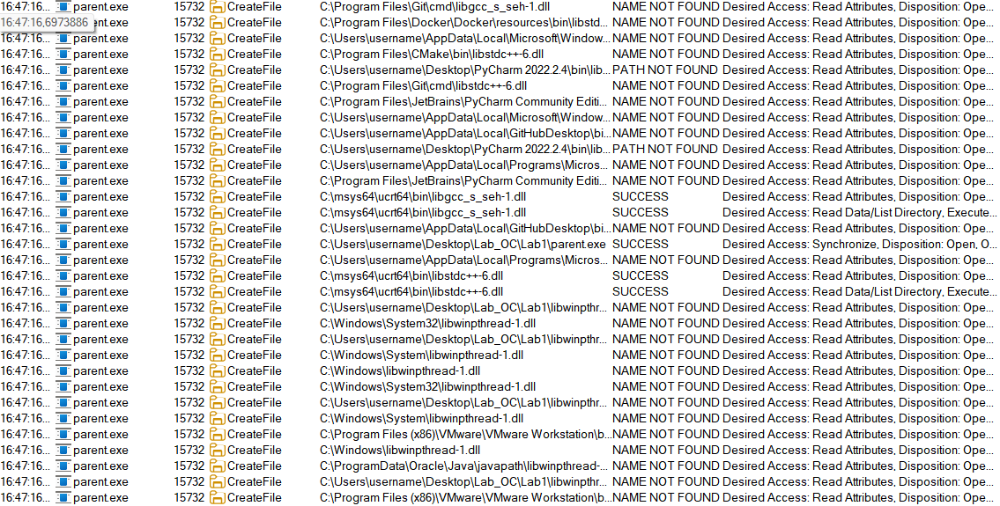 16:47:16... parent.exe 15732 CreateFile C:\Program Files\Git\cmd\libgcc_s_seh-1.dll NAME NOT FOUND Desired Access: Read Attributes, Disposition: Ope...
16:47:16,6973886 ent.exe 15732 CreateFile C:\Program Files\Docker\Docker\resources\bin\libstd... NAME NOT FOUND Desired Access: Read Attributes, Disposition: Ope...
16:47:16... parent.exe 15732 CreateFile C:\Users\username\AppData\Local\Microsoft\Window... NAME NOT FOUND Desired Access: Read Attributes, Disposition: Ope...
16:47:16... parent.exe 15732 CreateFile C:\Program Files\CMake\bin\libstdc++-6.dll NAME NOT FOUND Desired Access: Read Attributes, Disposition: Ope...
16:47:16... parent.exe 15732 CreateFile C:\Users\username\Desktop\PyCharm 2022.2.4\bin\lib... PATH NOT FOUND Desired Access: Read Attributes, Disposition: Ope...
16:47:16... parent.exe 15732 CreateFile C:\Program Files\Git\cmd\libstdc++-6.dll NAME NOT FOUND Desired Access: Read Attributes, Disposition: Ope...
16:47:16... parent.exe 15732 CreateFile C:\Program Files\JetBrains\PyCharm Community Editi... NAME NOT FOUND Desired Access: Read Attributes, Disposition: Ope...
16:47:16... parent.exe 15732 CreateFile C:\Users\username\AppData\Local\Microsoft\Window... NAME NOT FOUND Desired Access: Read Attributes, Disposition: Ope...
16:47:16... parent.exe 15732 CreateFile C:\Users\username\AppData\Local\GitHubDesktop\bi... NAME NOT FOUND Desired Access: Read Attributes, Disposition: Ope...
16:47:16... parent.exe 15732 CreateFile C:\Users\username\Desktop\PyCharm 2022.2.4\bin\lib... PATH NOT FOUND Desired Access: Read Attributes, Disposition: Ope...
16:47:16... parent.exe 15732 CreateFile C:\Users\username\AppData\Local\Programs\Micros... NAME NOT FOUND Desired Access: Read Attributes, Disposition: Ope...
16:47:16... parent.exe 15732 CreateFile C:\Program Files\JetBrains\PyCharm Community Editi... NAME NOT FOUND Desired Access: Read Attributes, Disposition: Ope...
16:47:16... parent.exe 15732 CreateFile C:\msys64\ucrt64\bin\libgcc_s_seh-1.dll SUCCESS Desired Access: Read Attributes, Disposition: Ope...
16:47:16... parent.exe 15732 CreateFile C:\msys64\ucrt64\bin\libgcc_s_seh-1.dll SUCCESS Desired Access: Read Data/List Directory, Execute...
16:47:16... parent.exe 15732 CreateFile C:\Users\username\AppData\Local\GitHubDesktop\bi... NAME NOT FOUND Desired Access: Read Attributes, Disposition: Ope...
16:47:16... parent.exe 15732 CreateFile C:\Users\username\Desktop\Lab_OC\Lab1\parent.exe SUCCESS Desired Access: Synchronize, Disposition: Open, O...
16:47:16... parent.exe 15732 CreateFile C:\Users\username\AppData\Local\Programs\Micros... NAME NOT FOUND Desired Access: Read Attributes, Disposition: Ope...
16:47:16... parent.exe 15732 CreateFile C:\msys64\ucrt64\bin\libstdc++-6.dll SUCCESS Desired Access: Read Attributes, Disposition: Ope...
16:47:16... parent.exe 15732 CreateFile C:\msys64\ucrt64\bin\libstdc++-6.dll SUCCESS Desired Access: Read Data/List Directory, Execute...
16:47:16... parent.exe 15732 CreateFile C:\Users\username\Desktop\Lab_OC\Lab1\libwinpthr... NAME NOT FOUND Desired Access: Read Attributes, Disposition: Ope...
16:47:16... parent.exe 15732 CreateFile C:\Windows\System32\libwinpthread-1.dll NAME NOT FOUND Desired Access: Read Attributes, Disposition: Ope...
16:47:16... parent.exe 15732 CreateFile C:\Users\username\Desktop\Lab_OC\Lab1\libwinpthr... NAME NOT FOUND Desired Access: Read Attributes, Disposition: Ope...
16:47:16... parent.exe 15732 CreateFile C:\Windows\System\libwinpthread-1.dll NAME NOT FOUND Desired Access: Read Attributes, Disposition: Ope...
16:47:16... parent.exe 15732 CreateFile C:\Windows\libwinpthread-1.dll NAME NOT FOUND Desired Access: Read Attributes, Disposition: Ope...
16:47:16... parent.exe 15732 CreateFile C:\Windows\System32\libwinpthread-1.dll NAME NOT FOUND Desired Access: Read Attributes, Disposition: Ope...
16:47:16... parent.exe 15732 CreateFile C:\Users\username\Desktop\Lab_OC\Lab1\libwinpthr... NAME NOT FOUND Desired Access: Read Attributes, Disposition: Ope...
16:47:16... parent.exe 15732 CreateFile C:\Windows\System\libwinpthread-1.dll NAME NOT FOUND Desired Access: Read Attributes, Disposition: Ope...
16:47:16... parent.exe 15732 CreateFile C:\Program Files (x86)\VMware\VMware Workstation\b... NAME NOT FOUND Desired Access: Read Attributes, Disposition: Ope...
16:47:16... parent.exe 15732 CreateFile C:\Windows\libwinpthread-1.dll NAME NOT FOUND Desired Access: Read Attributes, Disposition: Ope...
16:47:16... parent.exe 15732 CreateFile C:\ProgramData\Oracle\Java\javapath\libwinpthread-... NAME NOT FOUND Desired Access: Read Attributes, Disposition: Ope...
16:47:16... parent.exe 15732 CreateFile C:\Users\username\Desktop\Lab_OC\Lab1\libwinpthr... NAME NOT FOUND Desired Access: Read Attributes, Disposition: Ope...
16:47:16... parent.exe 15732 CreateFile C:\Program Files (x86)\VMware\VMware Workstation\b... NAME NOT FOUND Desired Access: Read Attributes, Disposition: Ope...